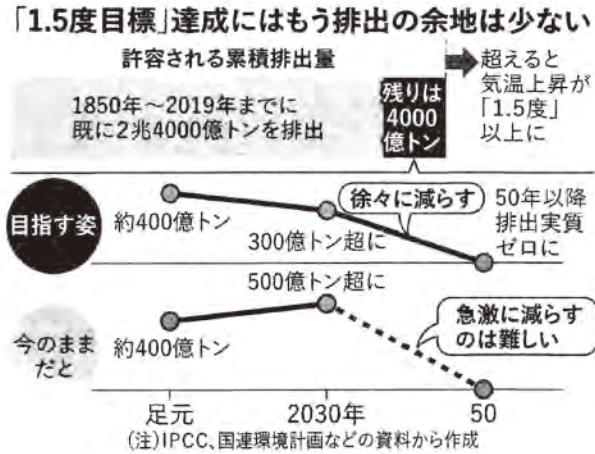 「1.5度目標」達成にはもう排出の余地は少ない
許容される累積排出量
1850年～2019年までに
既に2兆4000億トンを排出
残りは
4000
億トン
超えると
気温上昇が
「1.5度」
以上に
目指す姿
約400億トン
300億トン超に
徐々に減らす
50年以降
排出実質
ゼロに
今のまま
だと
約400億トン
500億トン超に
急激に減らす
のは難しい
足元
2030年
50
(注)IPCC、国連環境計画などの資料から作成